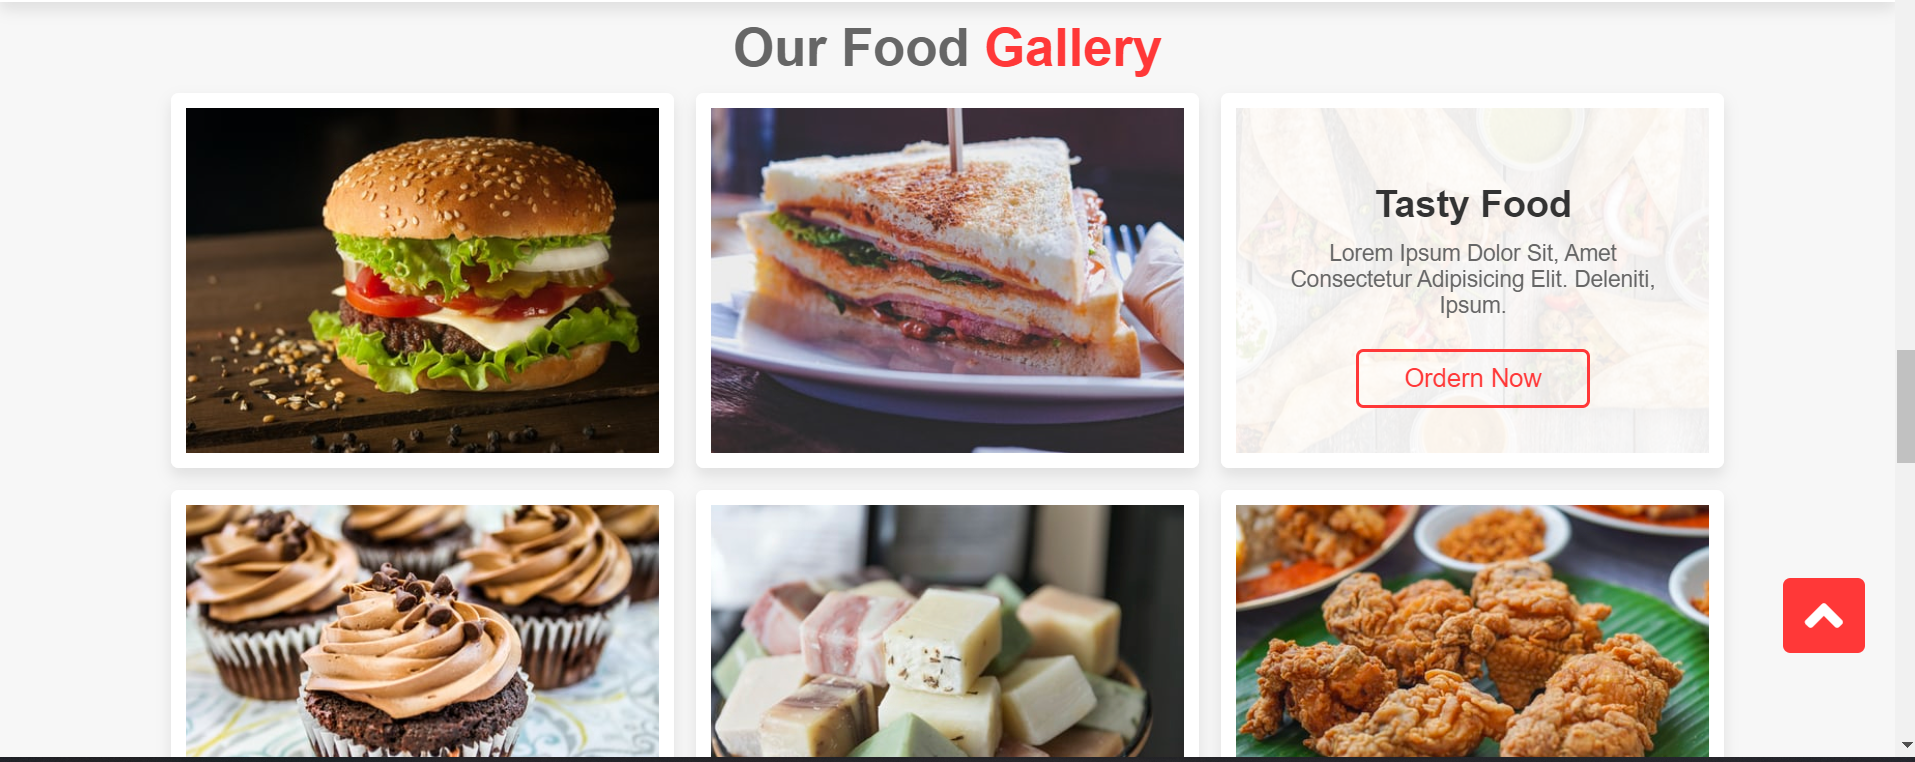 Our Food Gallery
Tasty Food
Lorem Ipsum Dolor Sit, Amet
Consectetur Adipisicing Elit. Deleniti,
Ipsum.
Ordern Now